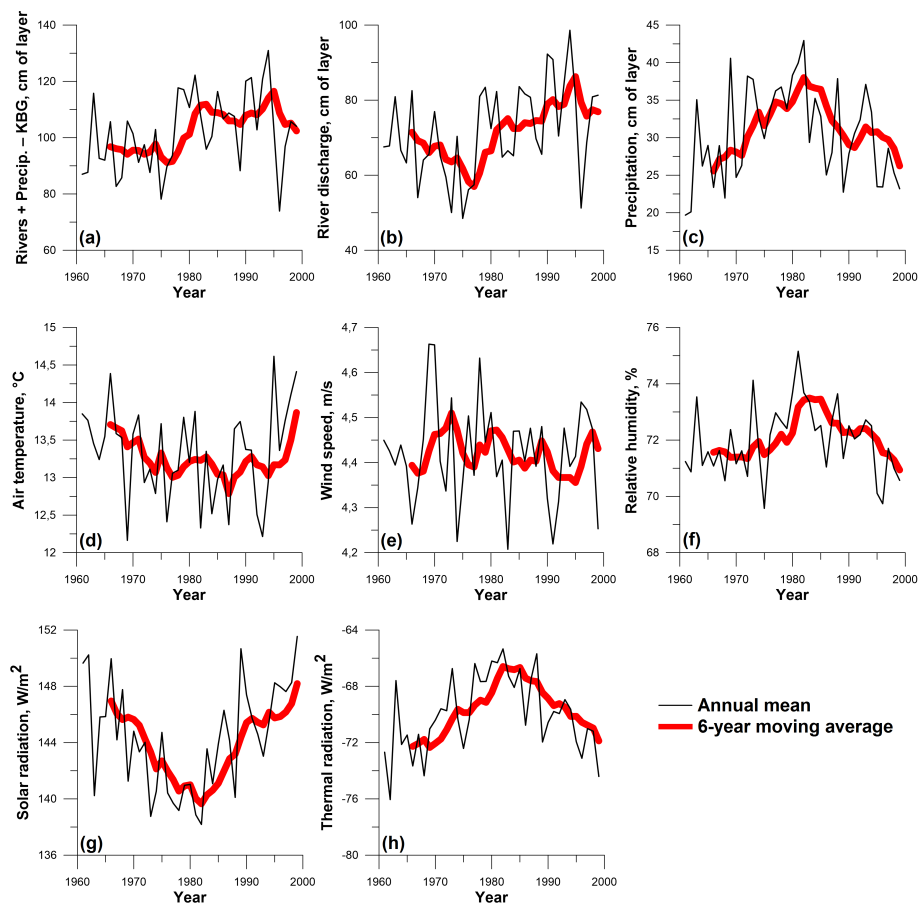 Rivers + Precip. – KBG, cm of layer
140
120
100
80
60
(a)
1960 1970 1980 1990 2000
Year
River discharge, cm of layer
100
80
60
40
(b)
1960 1970 1980 1990 2000
Year
Precipitation, cm of layer
45
40
35
30
25
20
15
(c)
1960 1970 1980 1990 2000
Year
Air temperature, °C
15
14,5
14
13,5
13
12,5
12
(d)
1960 1970 1980 1990 2000
Year
Wind speed, m/s
4,7
4,6
4,5
4,4
4,3
4,2
(e)
1960 1970 1980 1990 2000
Year
Relative humidity, %
76
74
72
70
68
(f)
1960 1970 1980 1990 2000
Year
Solar radiation, W/m²
152
148
144
140
136
(g)
1960 1970 1980 1990 2000
Year
Thermal radiation, W/m²
-64
-68
-72
-76
-80
(h)
1960 1970 1980 1990 2000
Year
Annual mean
6-year moving average